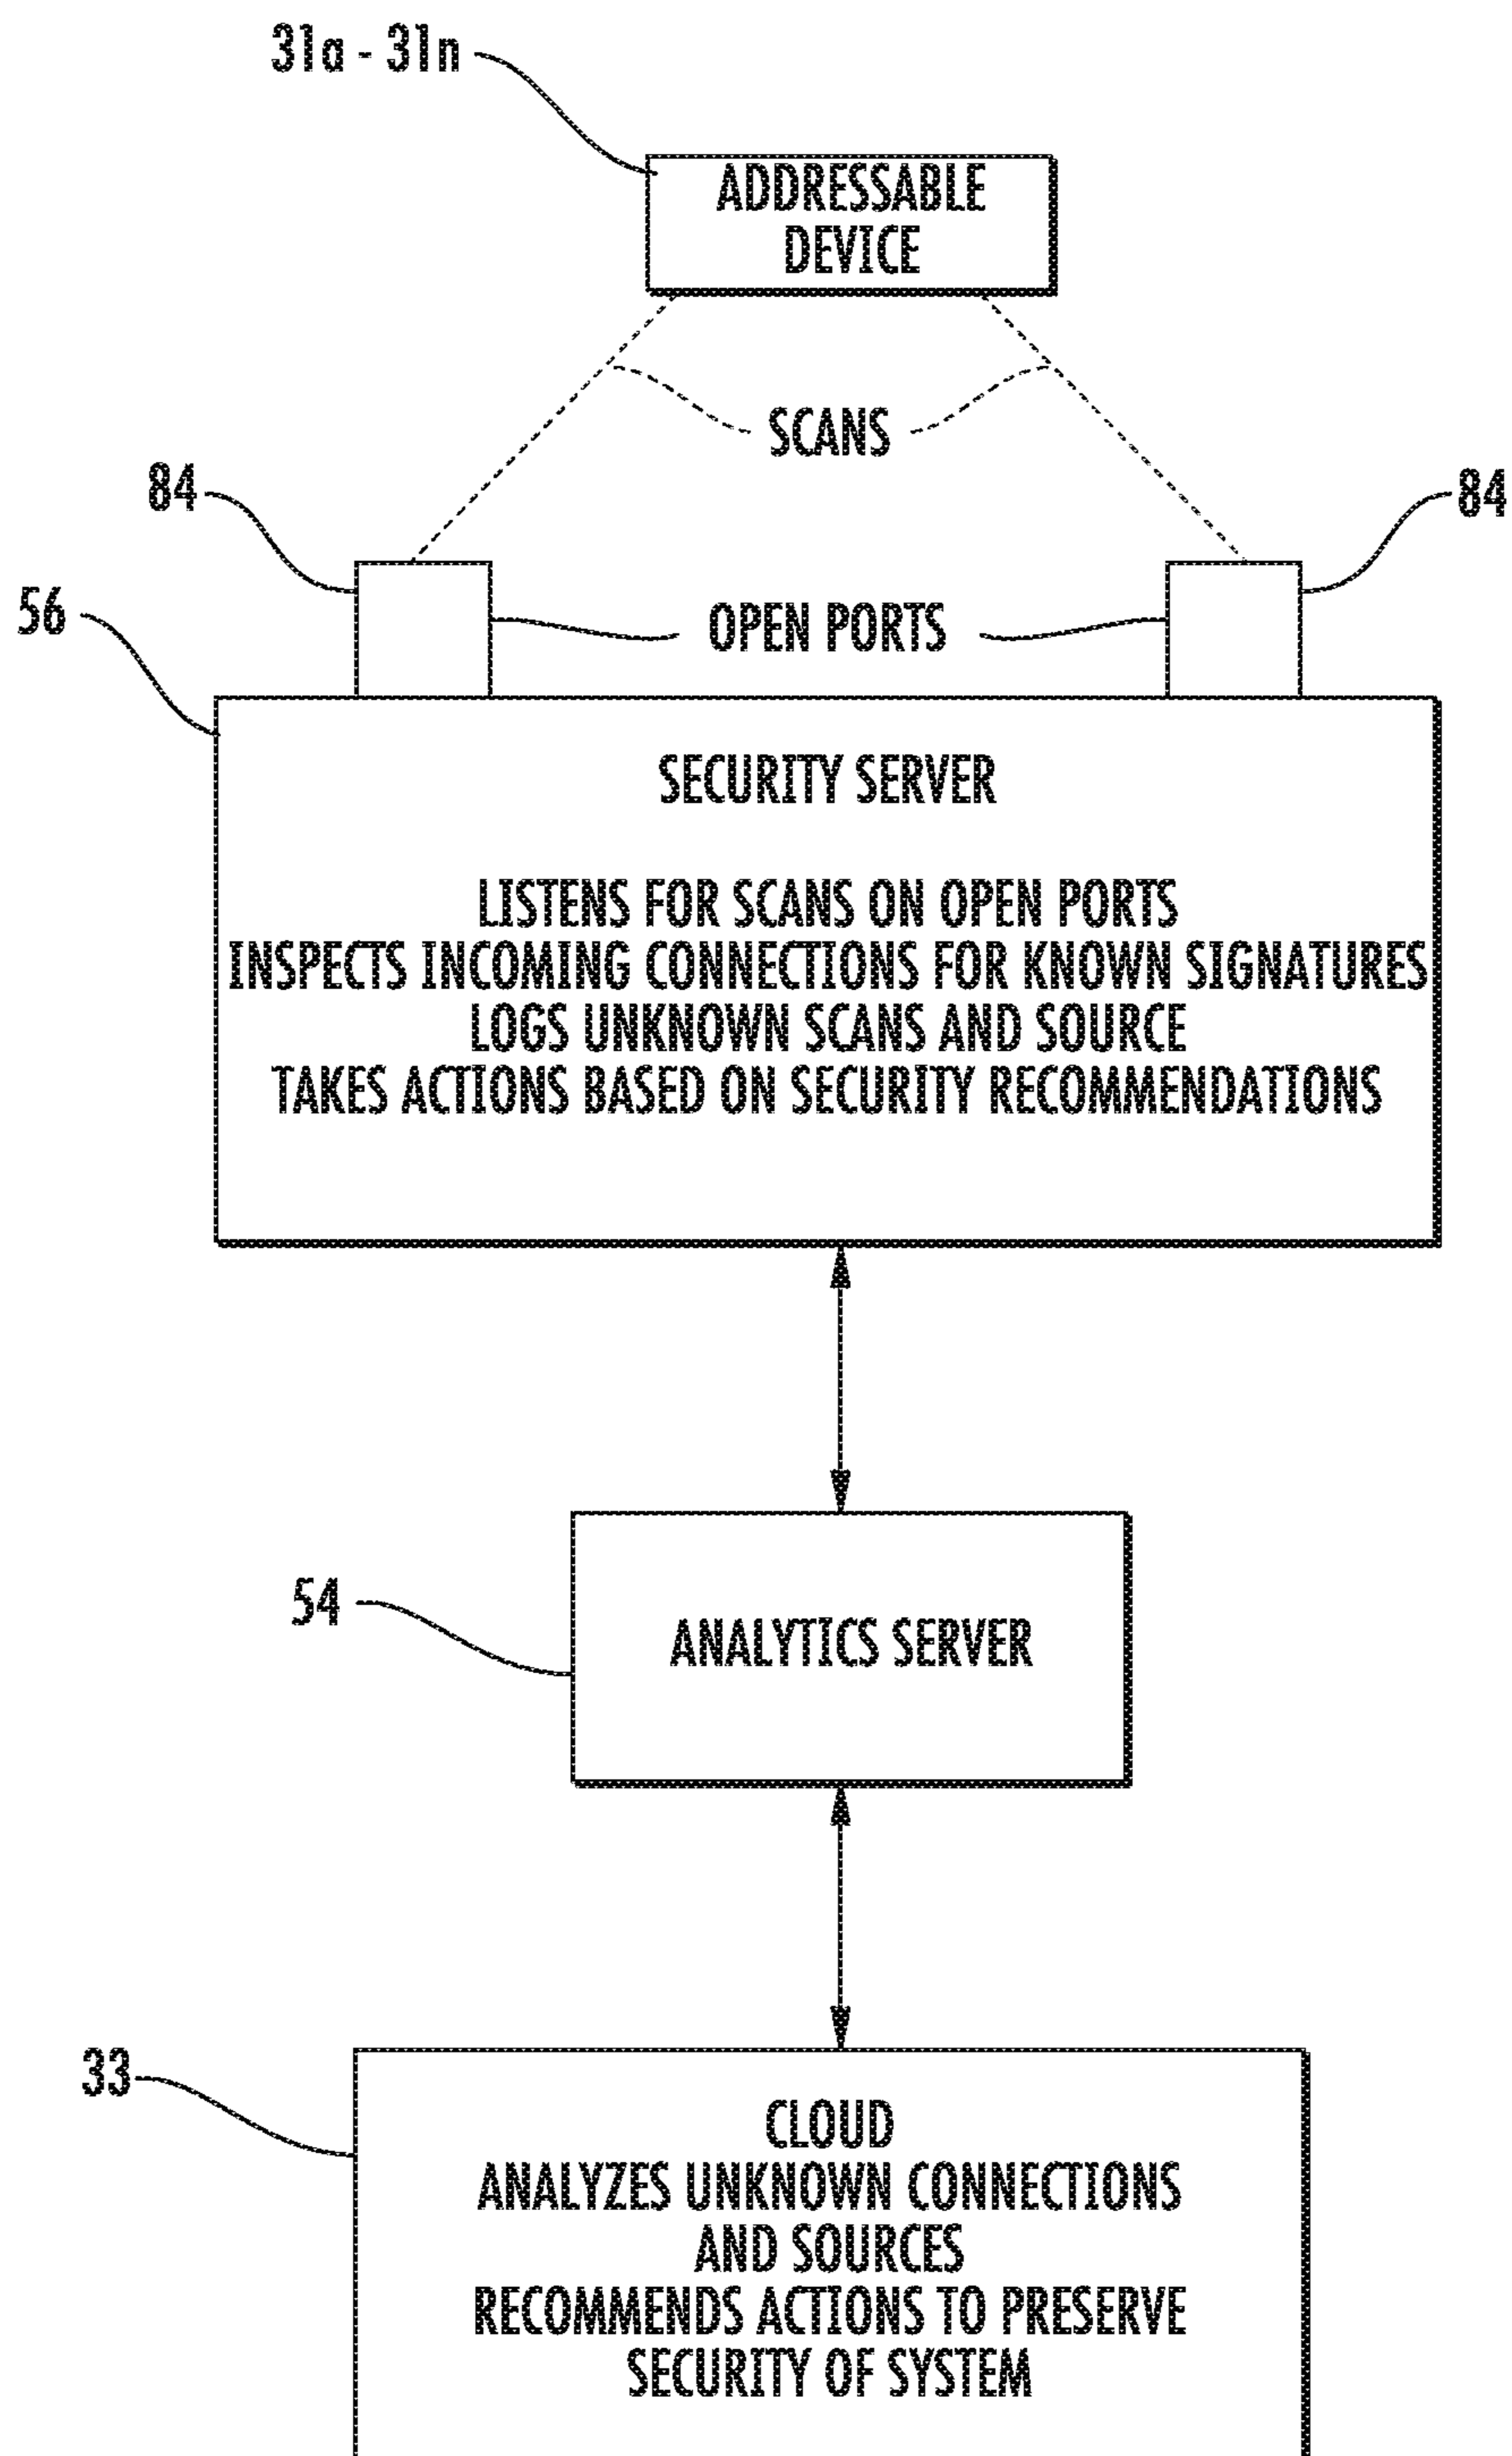 31a - 31n
ADDRESSABLE
DEVICE
SCANS
84
84
56
OPEN PORTS
SECURITY SERVER
LISTENS FOR SCANS ON OPEN PORTS
INSPECTS INCOMING CONNECTIONS FOR KNOWN SIGNATURES
LOGS UNKNOWN SCANS AND SOURCE
TAKES ACTIONS BASED ON SECURITY RECOMMENDATIONS
54
ANALYTICS SERVER
33
CLOUD
ANALYZES UNKNOWN CONNECTIONS
AND SOURCES
RECOMMENDS ACTIONS TO PRESERVE
SECURITY OF SYSTEM